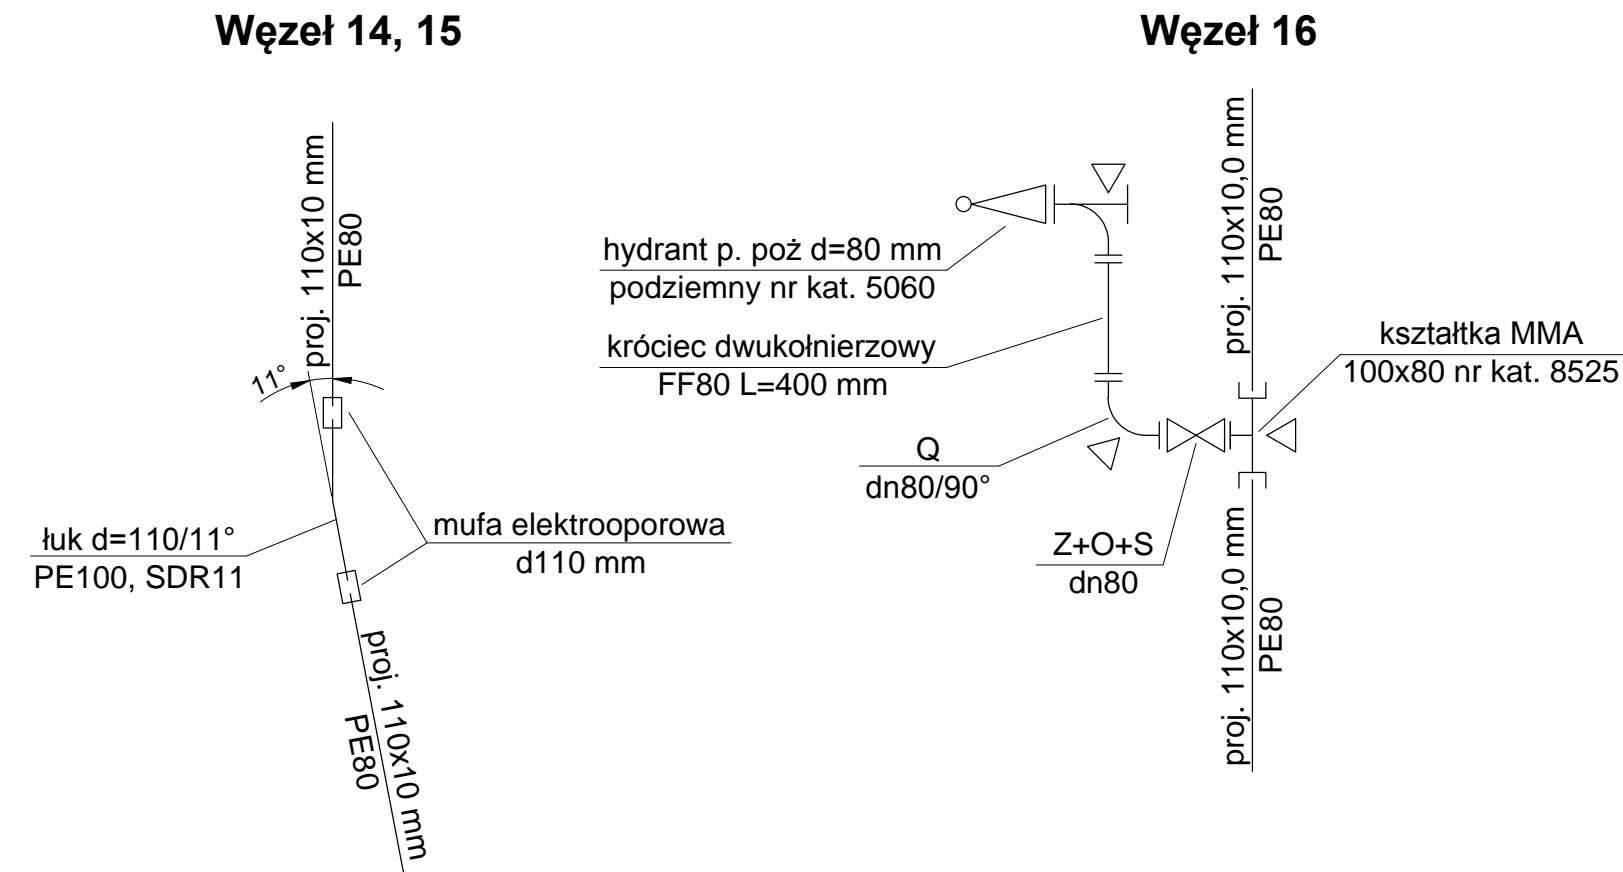 Węzeł 14, 15
proj. 110x10 mm
PE80
11°
łuk d=110/11°
PE100, SDR11
mufa elektrooporowa
d110 mm
proj. 110x10 mm
PE80
Węzeł 16
hydrant p. poż d=80 mm
podziemny nr kat. 5060
króciec dwukołnierzowy
FF80 L=400 mm
Q
dn80/90°
Z+O+S
dn80
proj. 110x10,0 mm
PE80
kształtka MMA
100x80 nr kat. 8525
proj. 110x10,0 mm
PE80